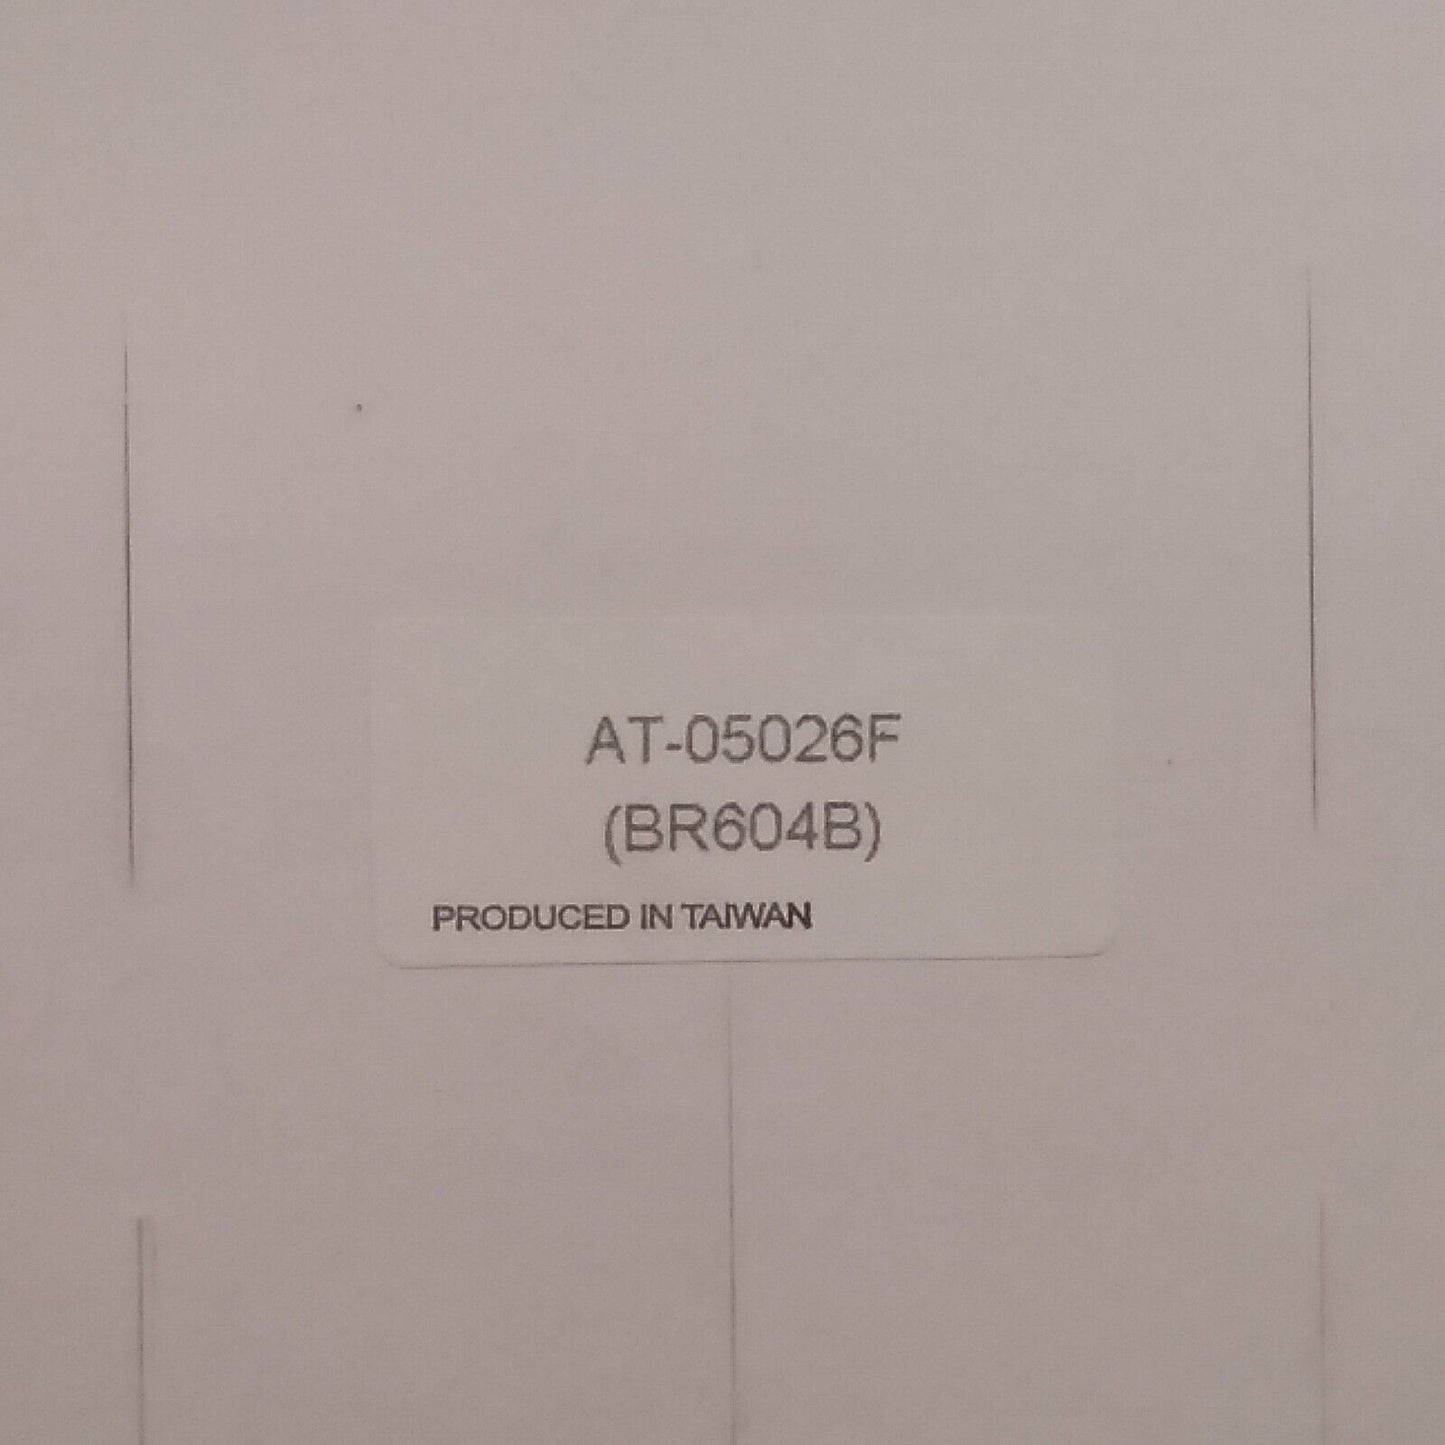 AT-05026F
(BR604B)
PRODUCED IN TAIWAN